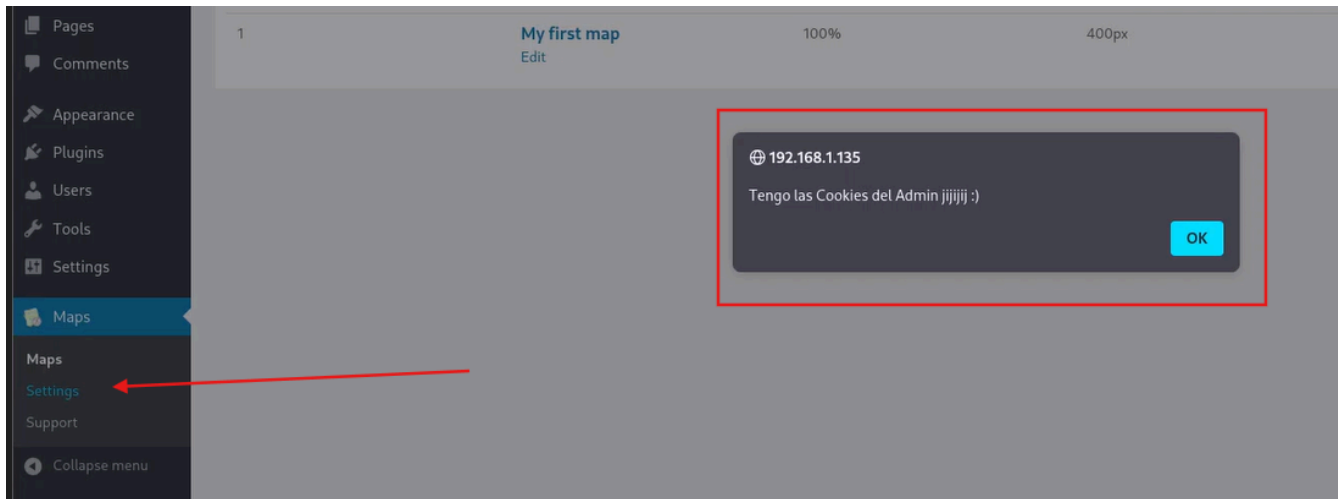 Pages
Comments
Appearance
Plugins
Users
Tools
Settings
Maps
Maps
Settings
Support
Collapse menu
1 My first map 100% 400px
Edit
192.168.1.135
Tengo las Cookies del Admin jijijij :)
OK